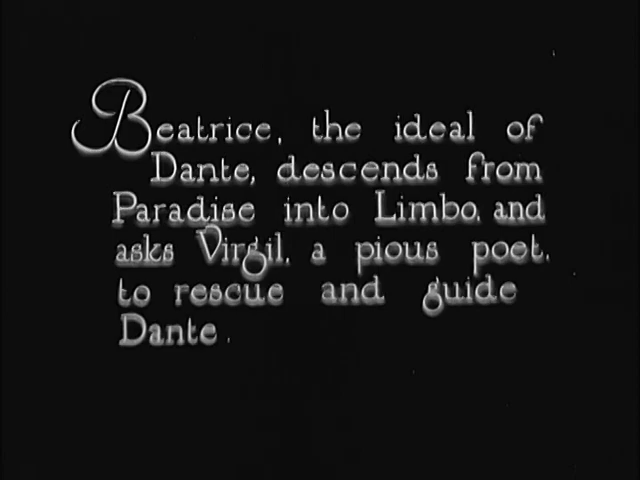 Beatrice, the ideal of
Dante, descends from
Paradise into Limbo, and
asks Virgil, a pious poet,
to rescue and guide
Dante.